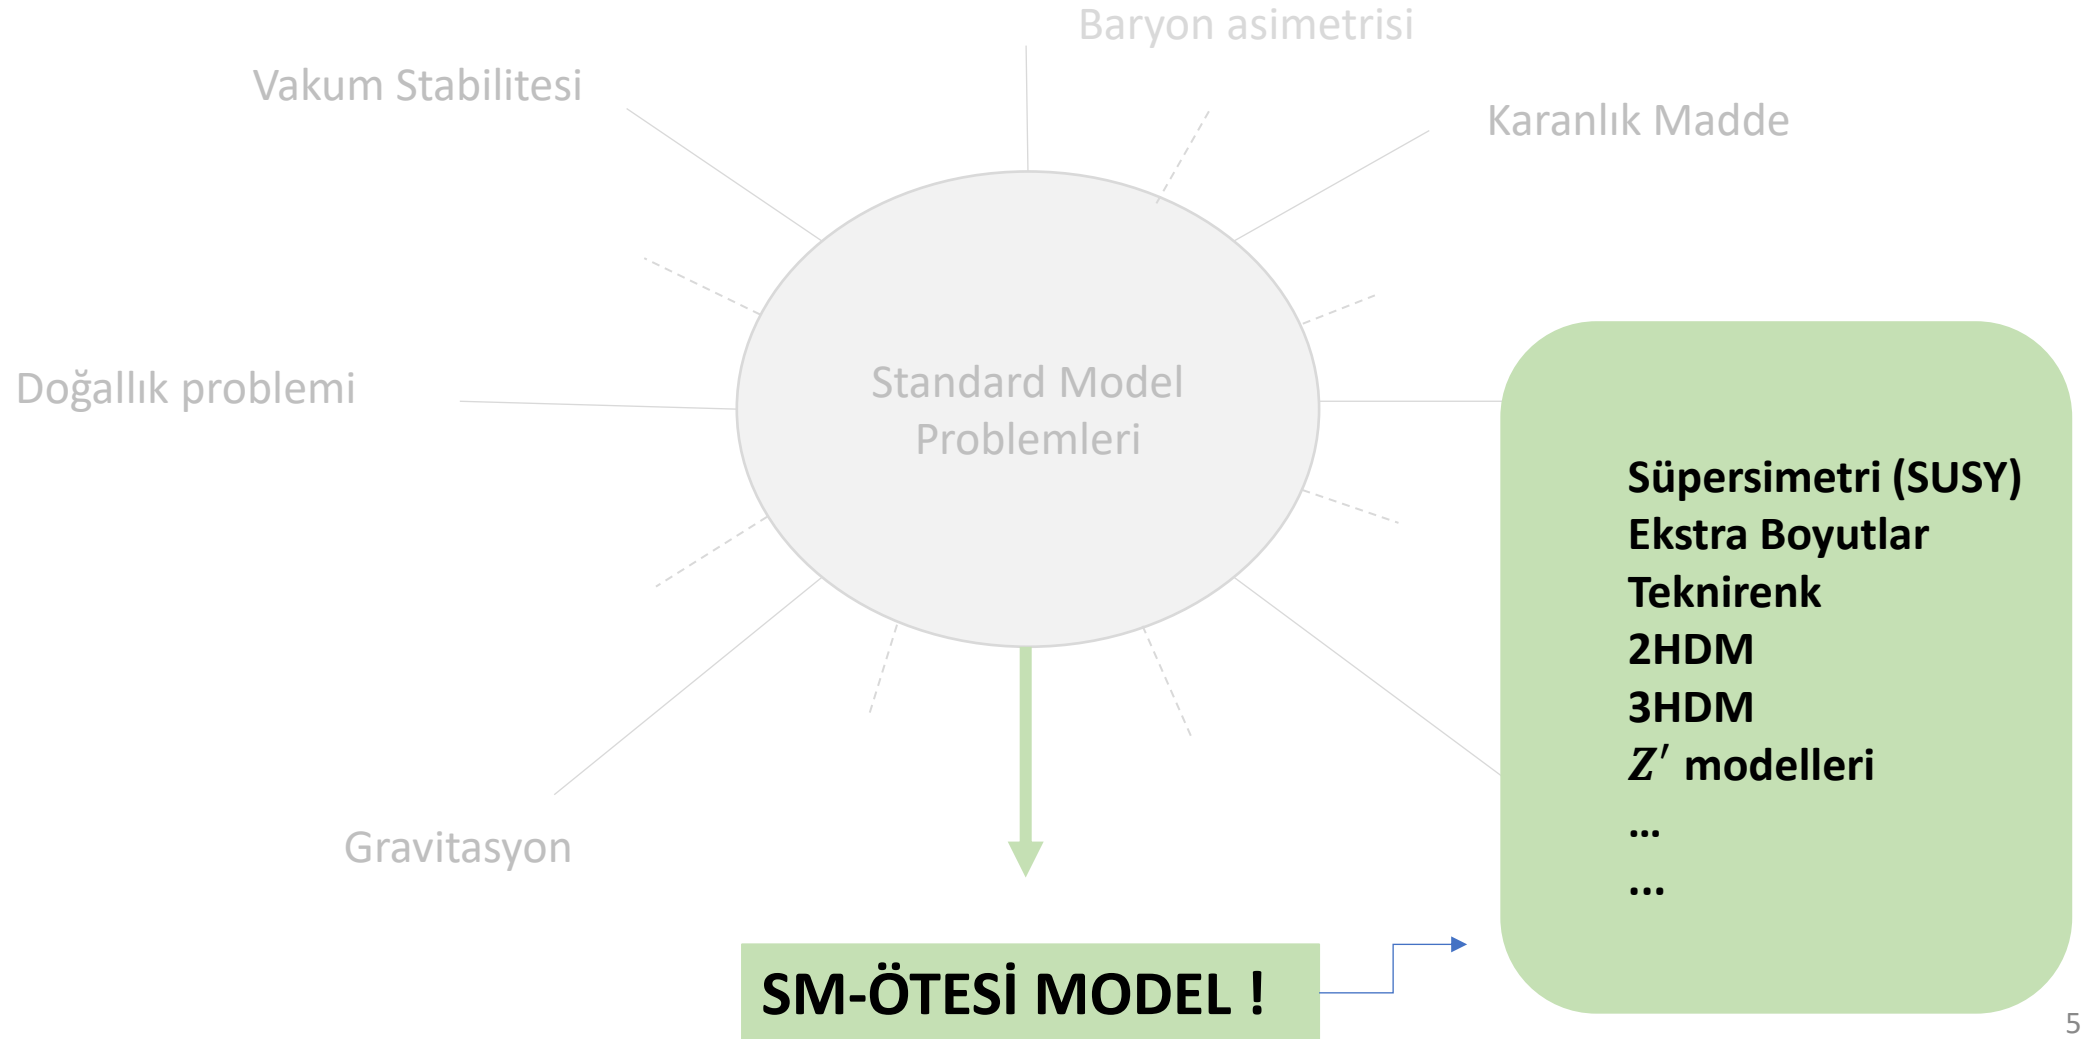 Baryon asimetrisi
Vakum Stabilitesi
Karanlık Madde
Doğallık problemi
Standard Model
Problemleri
Süpersimetri (SUSY)
Ekstra Boyutlar
Teknirenk
2HDM
3HDM
Z′ modelleri
...
...
Gravitasyon
SM-ÖTESİ MODEL !
5